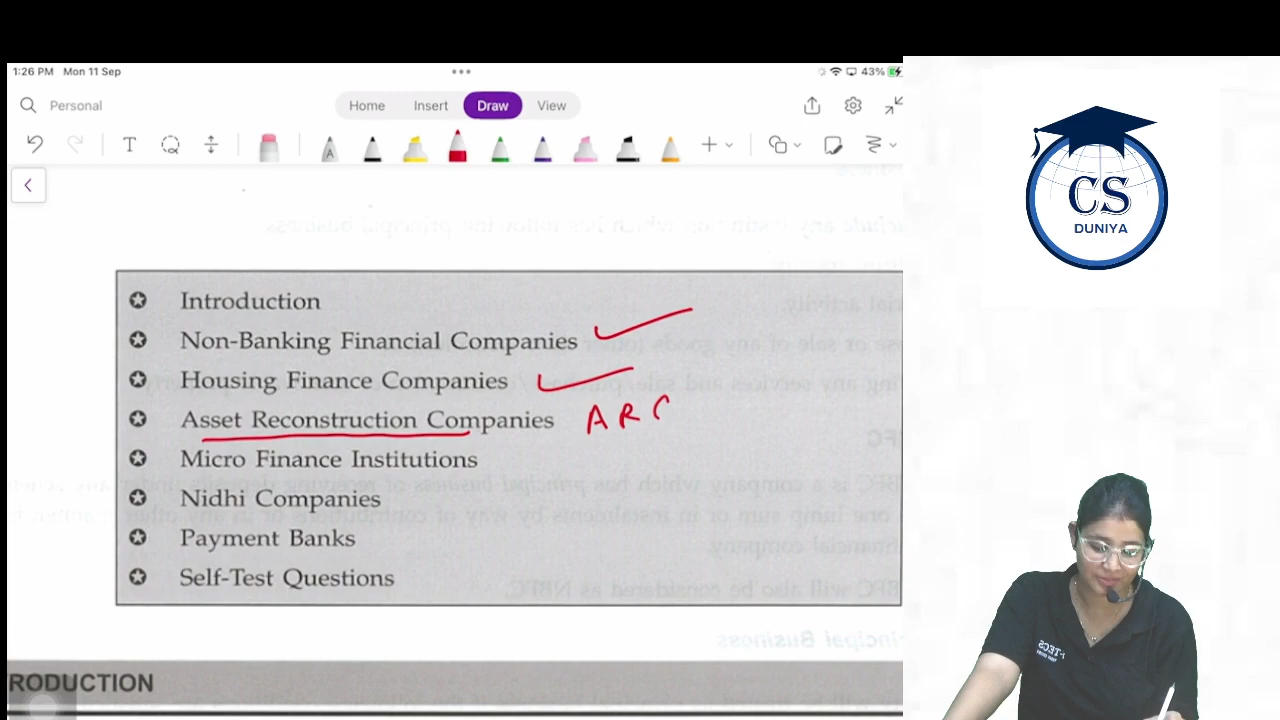 1:26 PM Mon 11 Sep
43%
Personal
Home Insert Draw View
Introduction
Non-Banking Financial Companies
Housing Finance Companies
Asset Reconstruction Companies A R C
Micro Finance Institutions
Nidhi Companies
Payment Banks
Self-Test Questions
RODUCTION
CS
DUNIYA